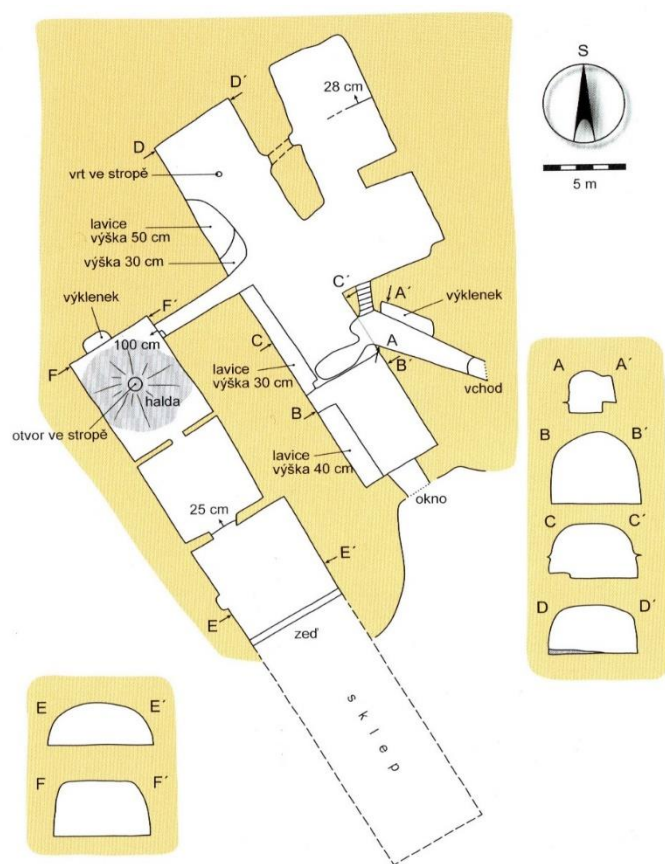 S
5 m
D´
D
28 cm
vrt ve stropě
lavice
výška 50 cm
výška 30 cm
výklenek
F´
100 cm
F
halda
otvor ve stropě
C´
A´
výklenek
C
A
B´
lavice
výška 30 cm
vchod
B
lavice
výška 40 cm
okno
25 cm
E´
E
zeď
sklep
A A´
B B´
C C´
D D´
E E´
F F´